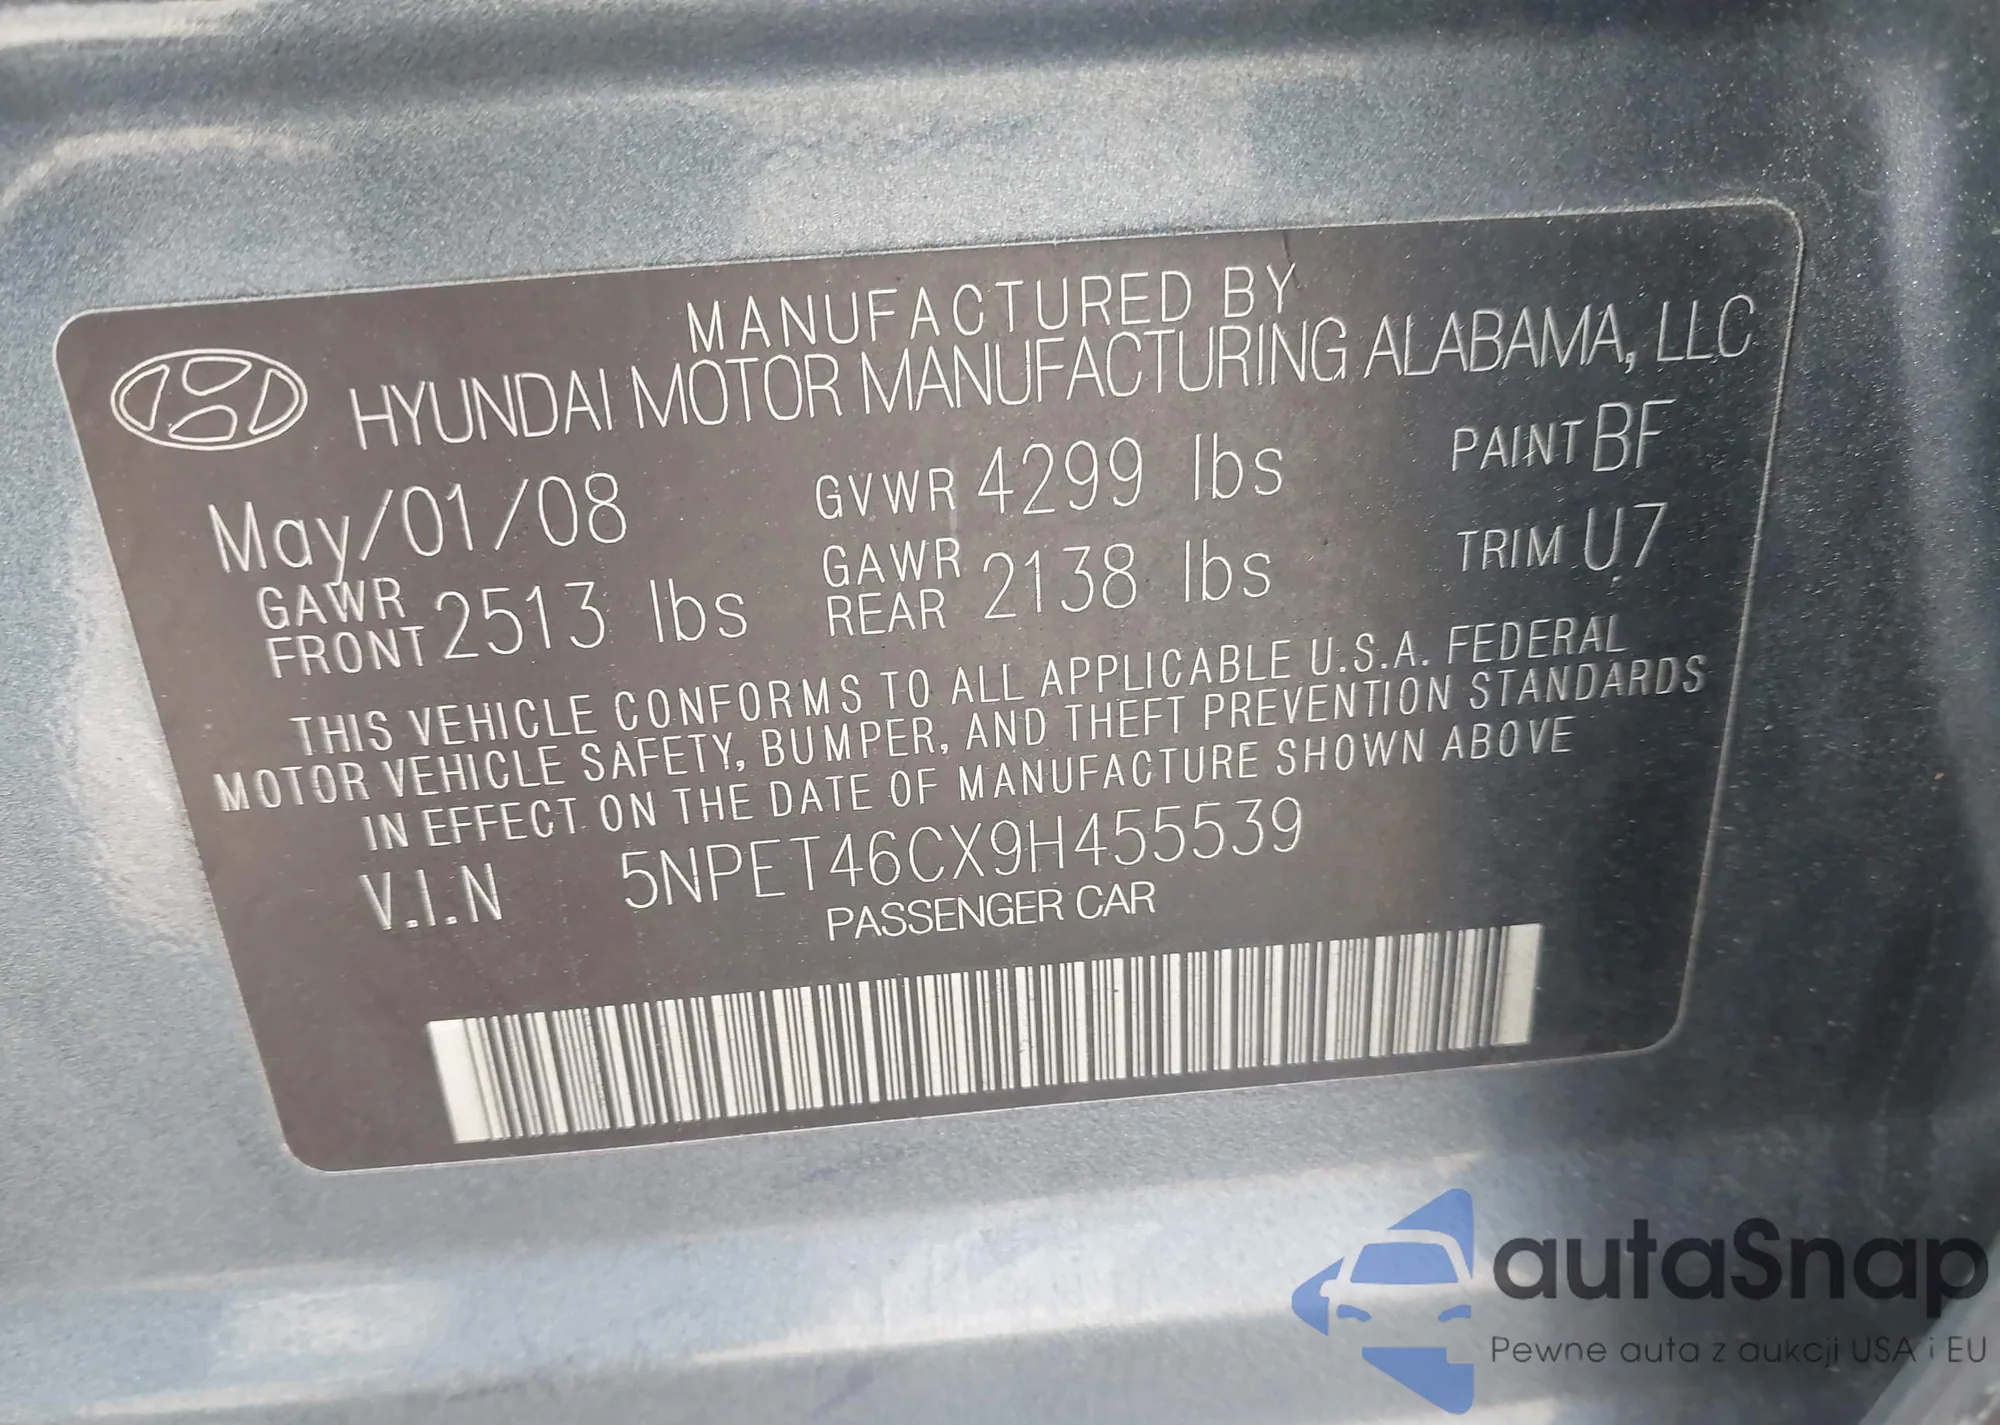 MANUFACTURED BY
HYUNDAI MOTOR MANUFACTURING ALABAMA, LLC
May/01/08 GVWR 4299 lbs PAINT BF
GAWR FRONT 2513 lbs GAWR REAR 2138 lbs TRIM U7
THIS VEHICLE CONFORMS TO ALL APPLICABLE U.S.A. FEDERAL
MOTOR VEHICLE SAFETY, BUMPER, AND THEFT PREVENTION STANDARDS
IN EFFECT ON THE DATE OF MANUFACTURE SHOWN ABOVE
V.I.N 5NPET46CX9H455539
PASSENGER CAR
autaSnap
Pewne auta z aukcji USA i EU